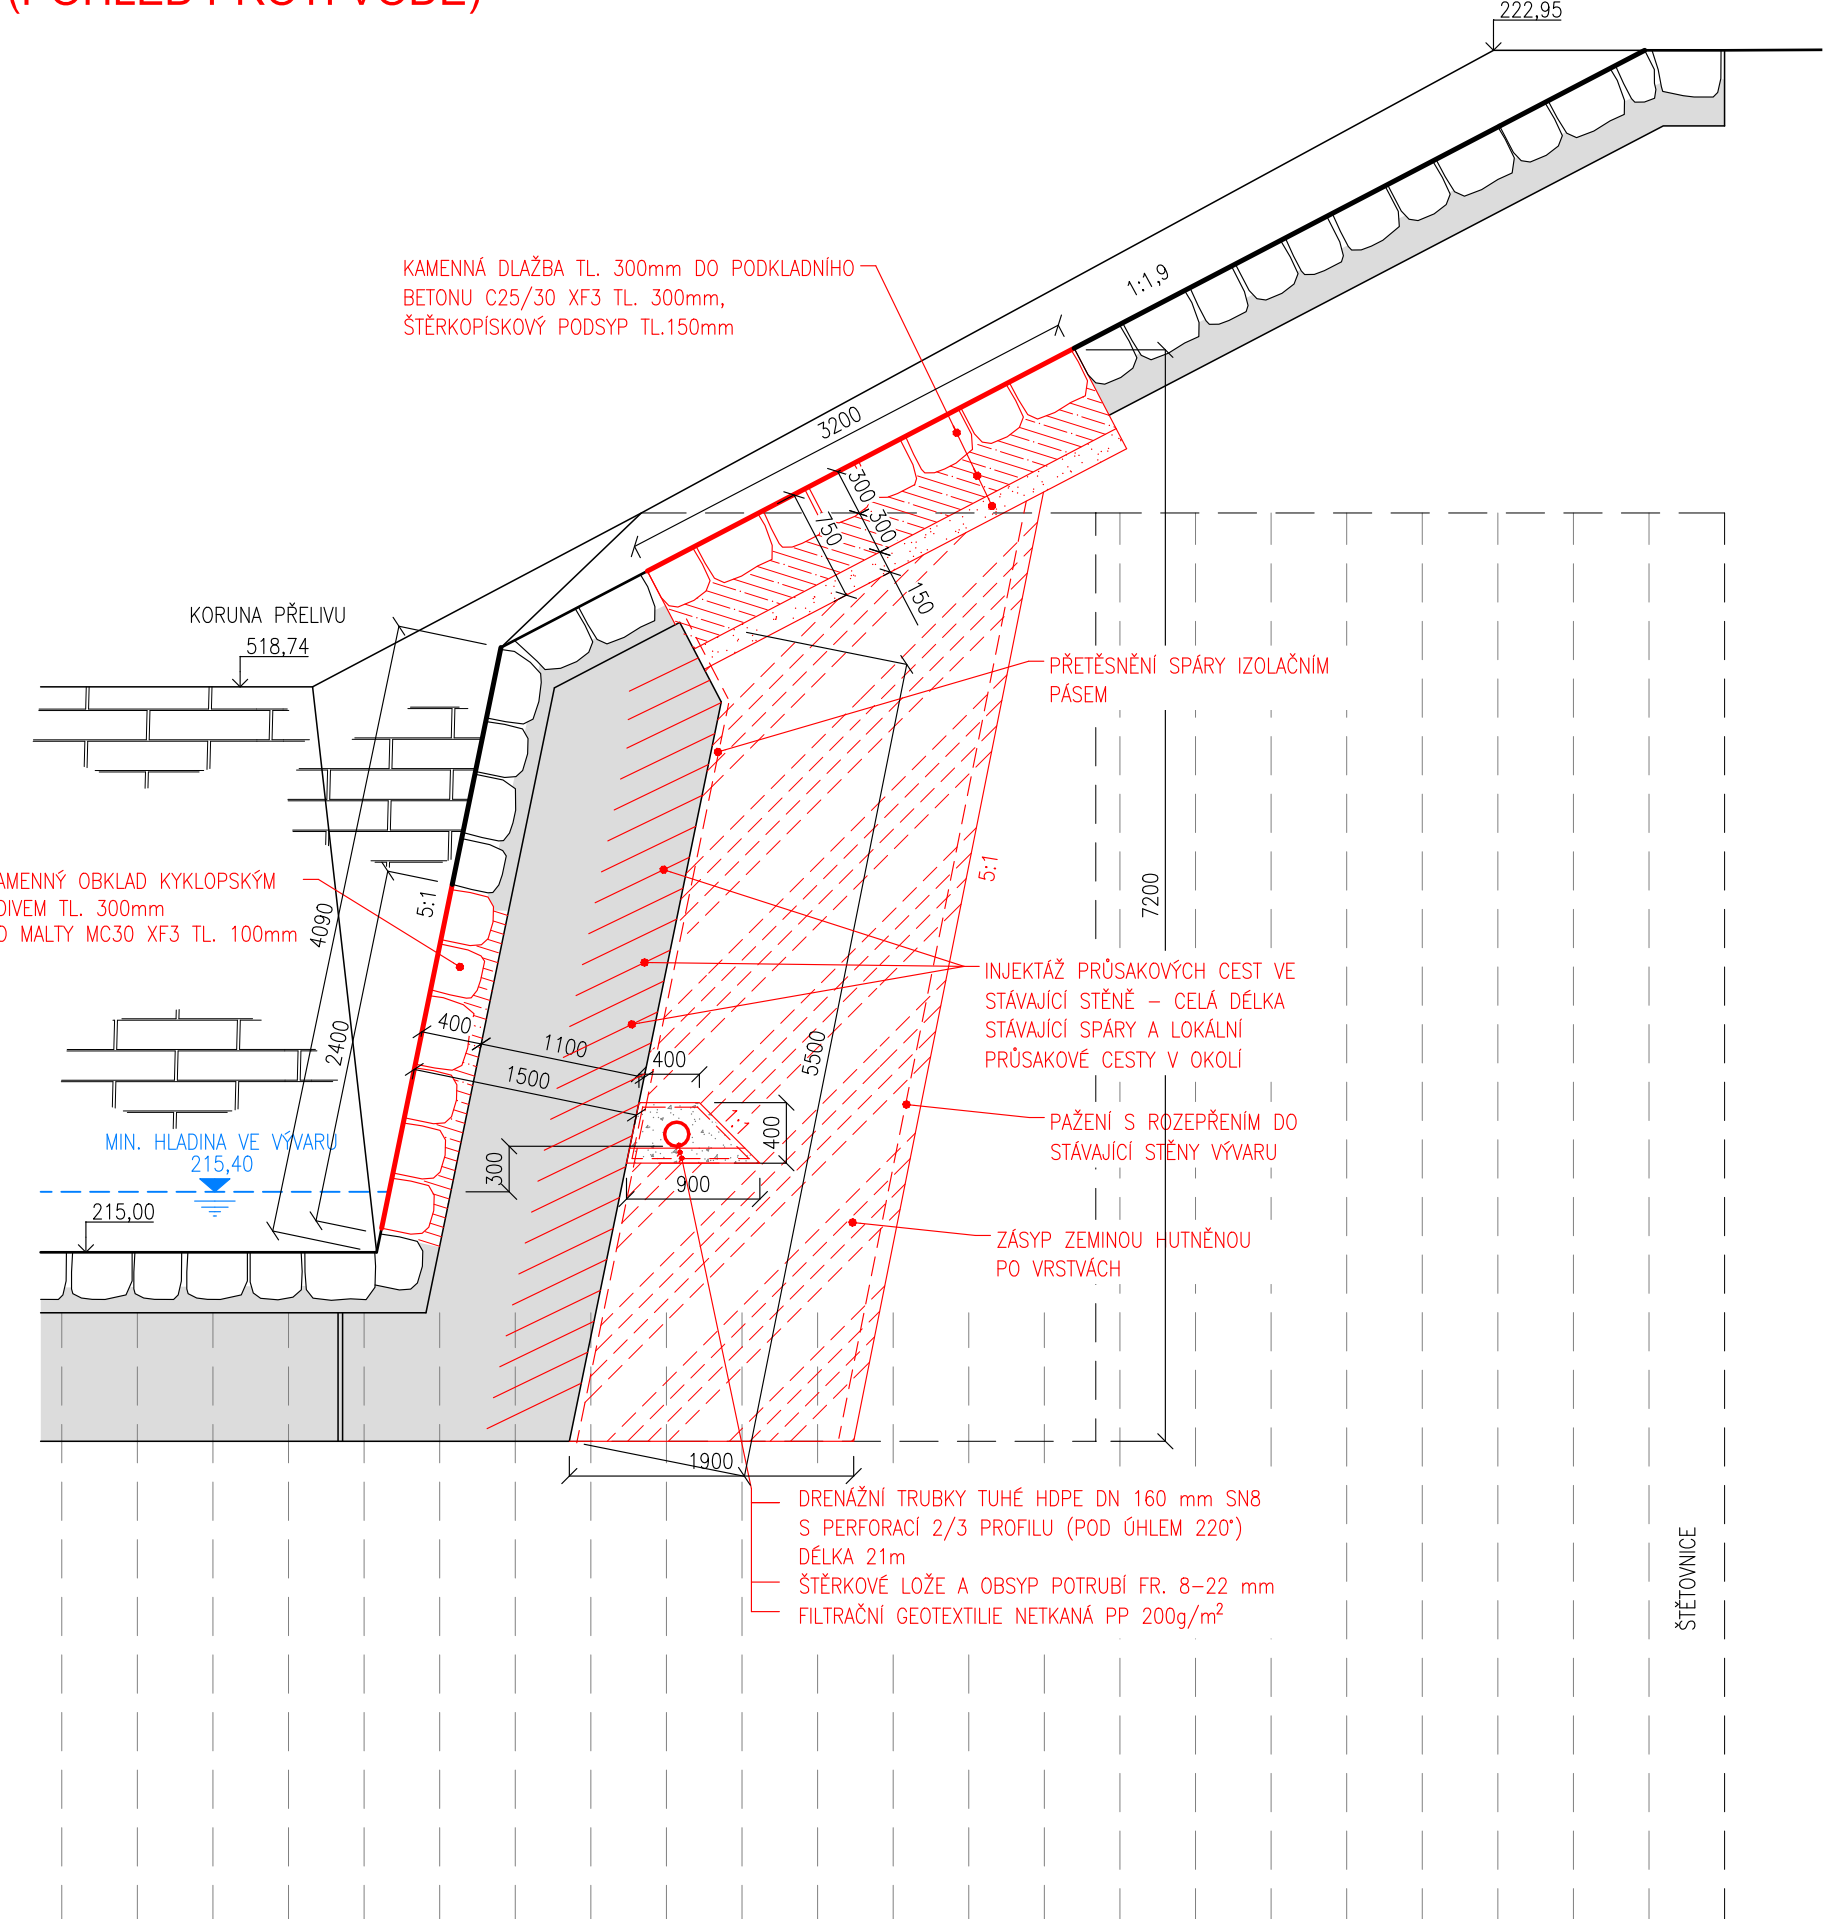 (POHLED PROTI VODĚ)
222,95
KAMENNÁ DLAŽBA TL. 300mm DO PODKLADNÍHO
BETONU C25/30 XF3 TL. 300mm,
ŠTĚRKOPÍSKOVÝ PODSYP TL.150mm
1:1,9
3200
300
300
750
150
KORUNA PŘELIVU
518,74
PŘETĚSNĚNÍ SPÁRY IZOLAČNÍM
PÁSEM
AMENNÝ OBKLAD KYKLOPSKÝM
DIVEM TL. 300mm
O MALTY MC30 XF3 TL. 100mm
4090
5:1
5:1
7200
2400
400
1100
1500
400
5500
INJEKTÁŽ PRŮSAKOVÝCH CEST VE
STÁVAJÍCÍ STĚNĚ – CELÁ DÉLKA
STÁVAJÍCÍ SPÁRY A LOKÁLNÍ
PRŮSAKOVÉ CESTY V OKOLÍ
1:1
400
PAŽENÍ S ROZEPŘENÍM DO
STÁVAJÍCÍ STĚNY VÝVARU
MIN. HLADINA VE VÝVARU
215,40
300
900
215,00
ZÁSYP ZEMINOU HUTNĚNOU
PO VRSTVÁCH
1900
DRENÁŽNÍ TRUBKY TUHÉ HDPE DN 160 mm SN8
S PERFORACÍ 2/3 PROFILU (POD ÚHLEM 220°)
DÉLKA 21m
ŠTĚRKOVÉ LOŽE A OBSYP POTRUBÍ FR. 8–22 mm
FILTRAČNÍ GEOTEXTILIE NETKANÁ PP 200g/m²
ŠTĚTOVNICE